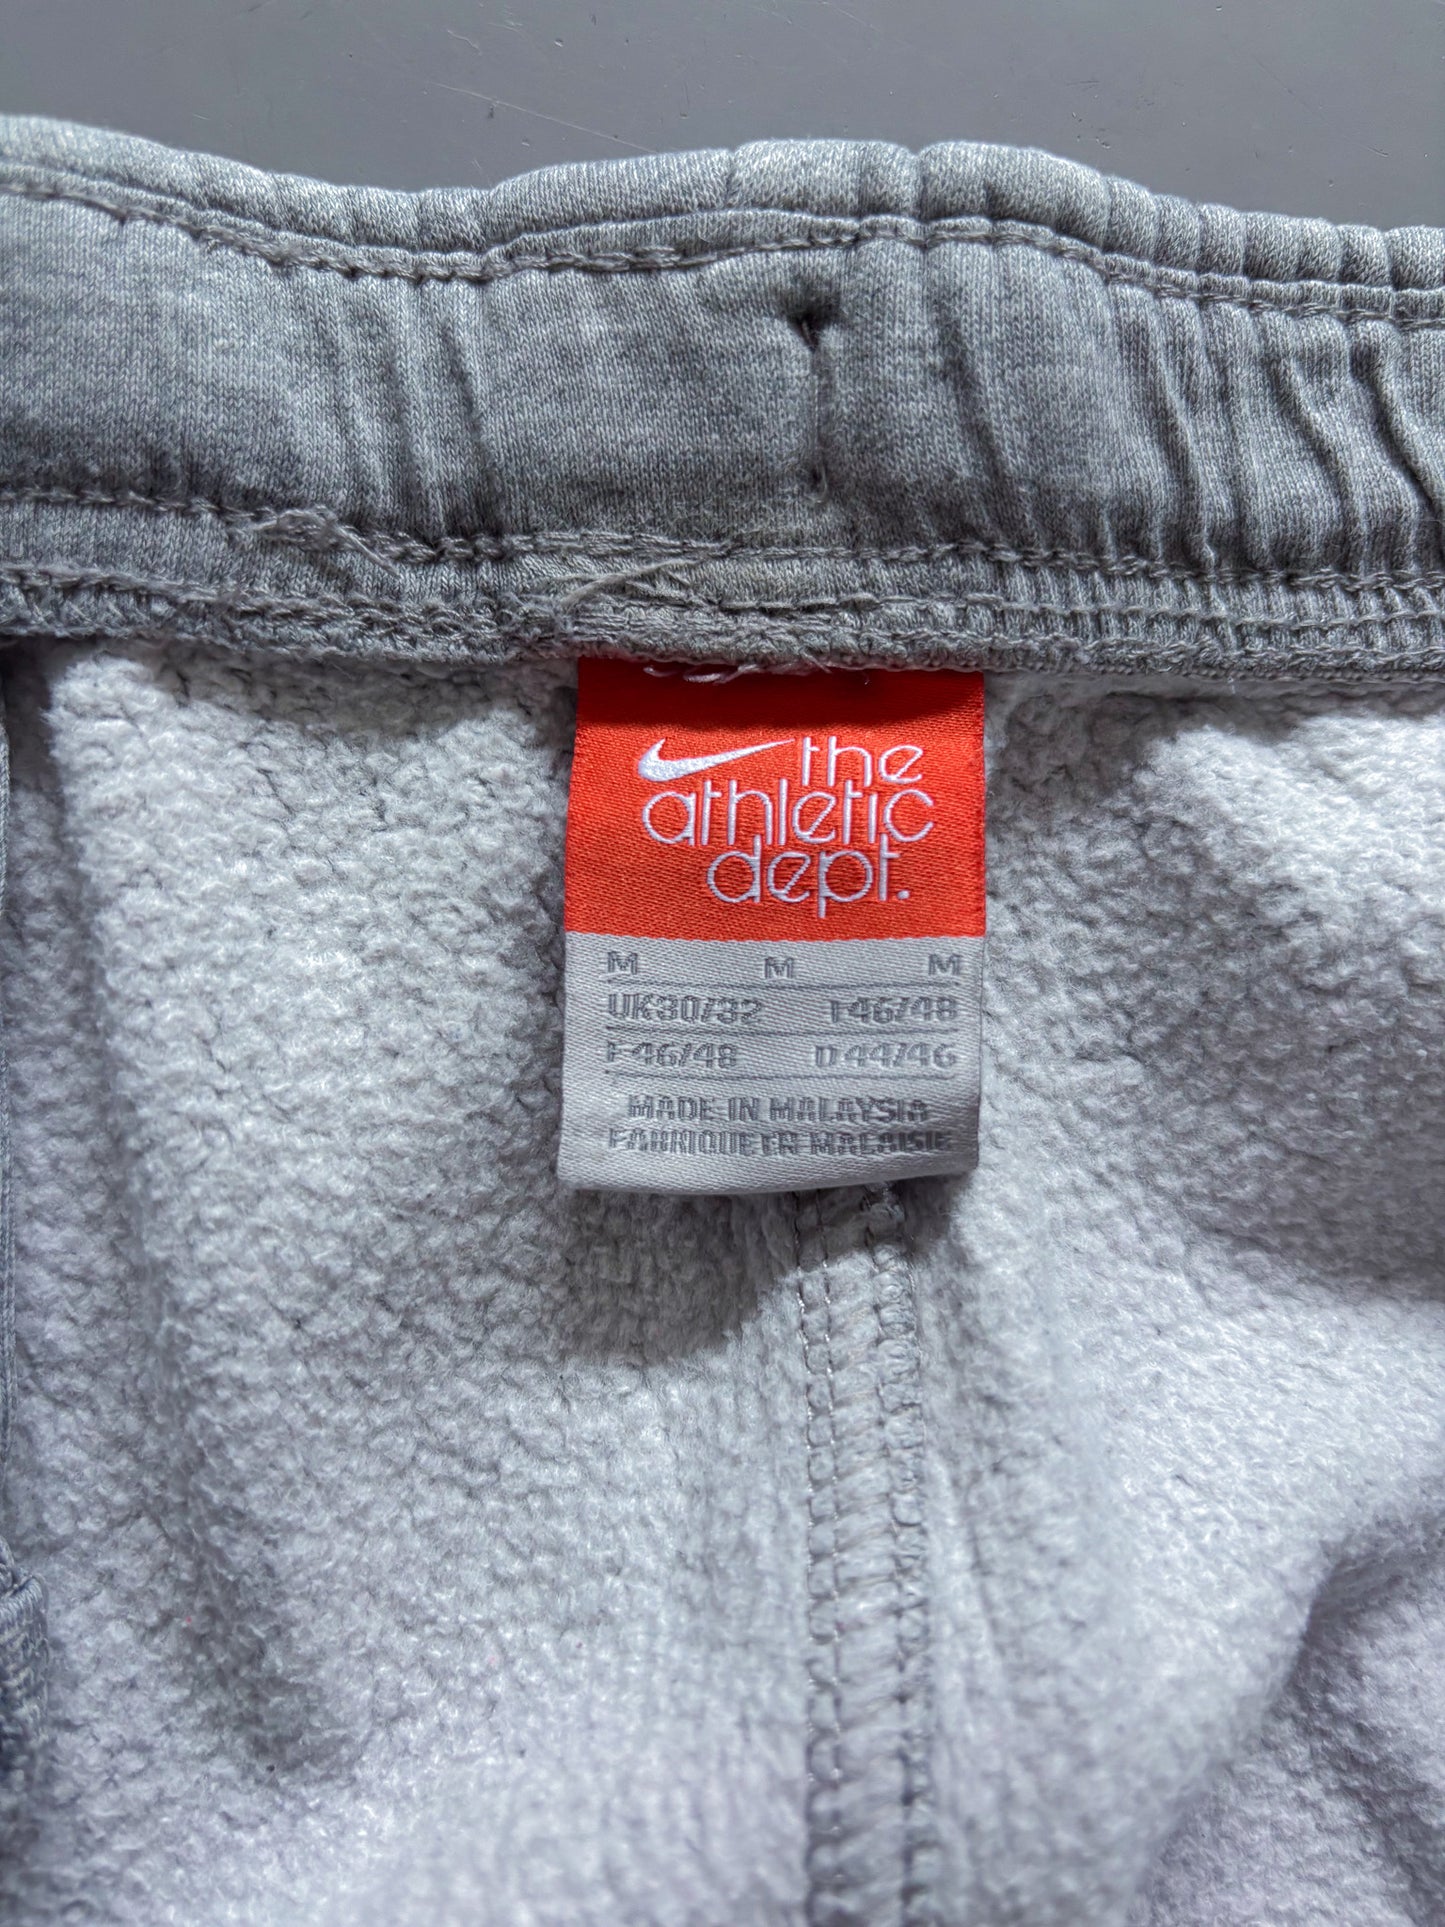 the
athletic
dept.
M M M
UK30/32 I46/48
F46/48 D44/46
MADE IN MALAYSIA
FABRIQUE EN MALAISIE